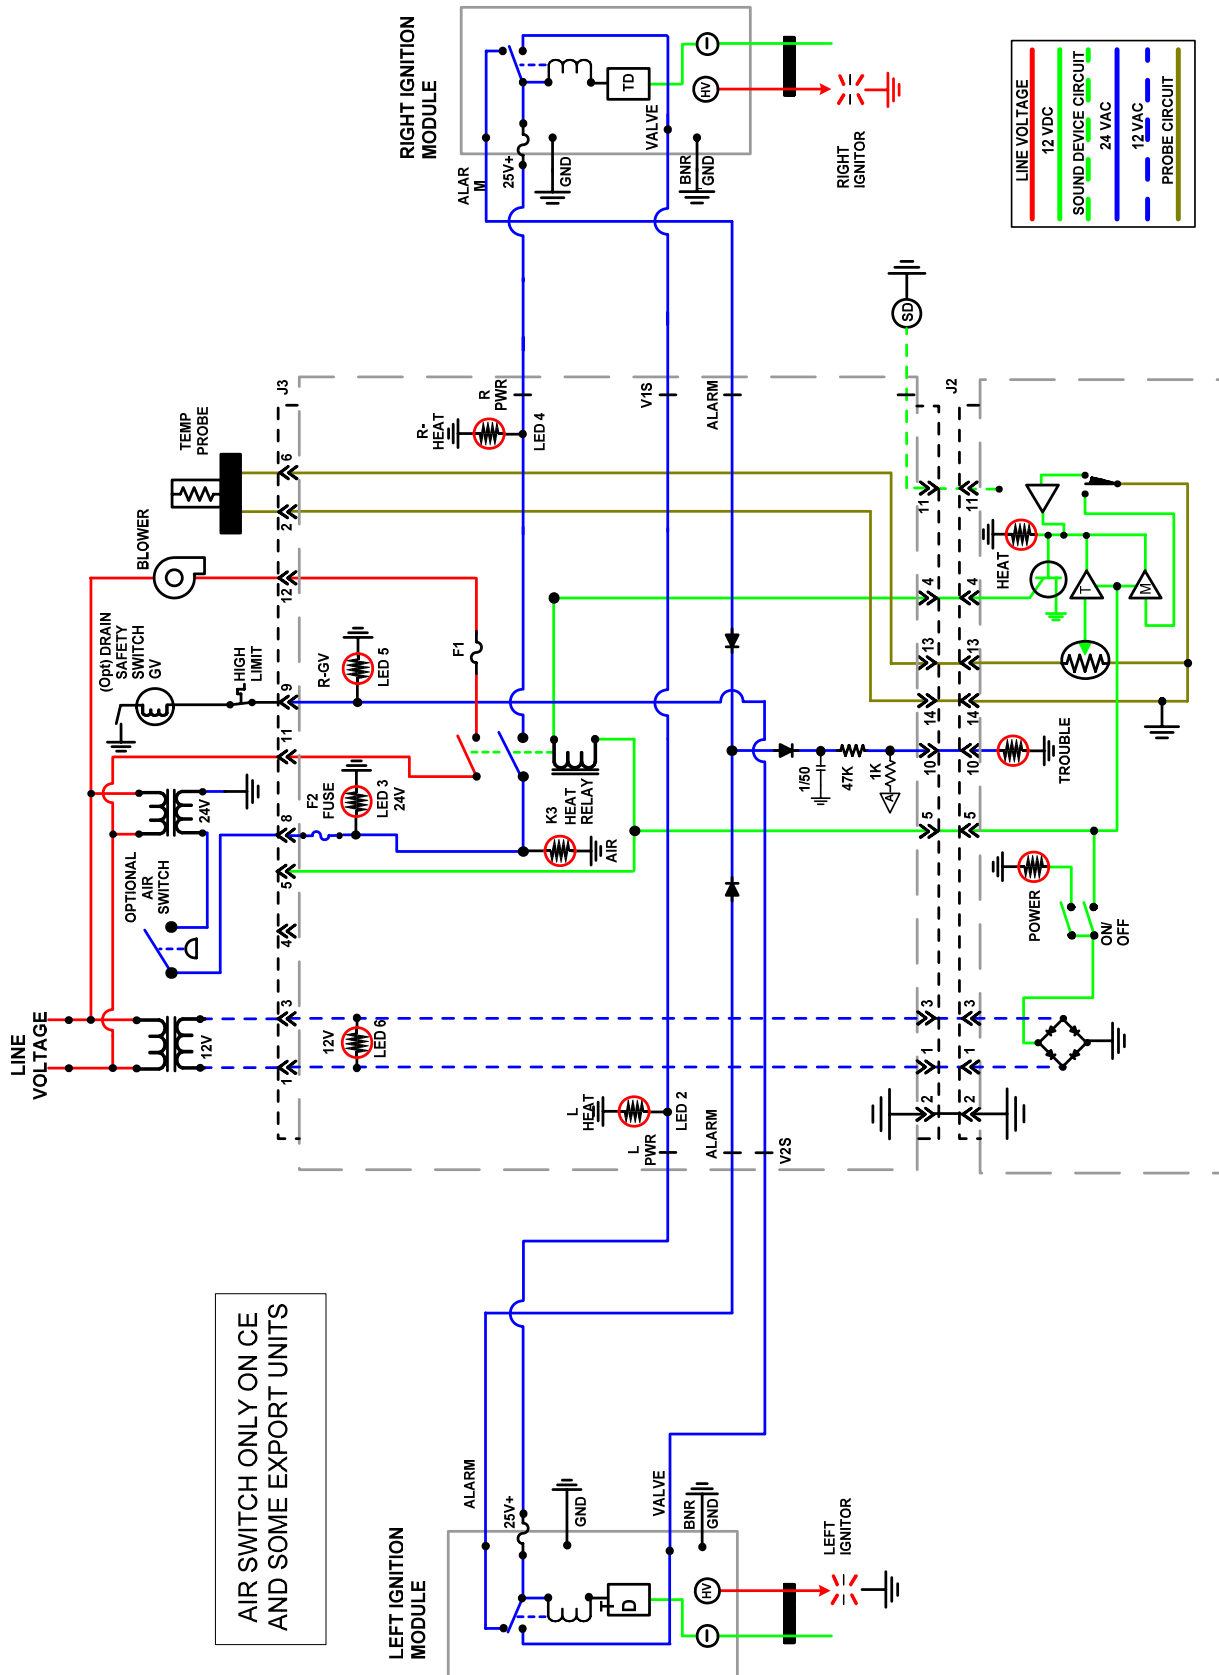 RIGHT IGNITION
MODULE
ALAR
M
25V+
GND
VALVE
BNR
GND
TD
I
HV
RIGHT
IGNITOR
LINE VOLTAGE
12 VDC
SOUND DEVICE CIRCUIT
24 VAC
12 VAC
PROBE CIRCUIT
SD
J3
R
PWR
V1S
ALARM
J2
R-
HEAT
LED 4
TEMP
PROBE
6
2
BLOWER
12
(Opt) DRAIN
SAFETY
SWITCH
GV
HIGH
LIMIT
9
R-GV
LED 5
F1
11
24V
F2
FUSE
LED 3
24V
8
K3
HEAT
RELAY
AIR
OPTIONAL
AIR
SWITCH
5
4
LINE
VOLTAGE
12V
3
1
12V
LED 6
1/50
47K
1K
A
11
11
4
4
13
13
14
14
10
10
5
5
3
3
1
1
2
2
HEAT
T
M
TROUBLE
POWER
ON/
OFF
L
HEAT
LED 2
L
PWR
ALARM
V2S
AIR SWITCH ONLY ON CE
AND SOME EXPORT UNITS
ALARM
25V+
GND
VALVE
BNR
GND
LEFT IGNITION
MODULE
T
D
I
HV
LEFT
IGNITOR